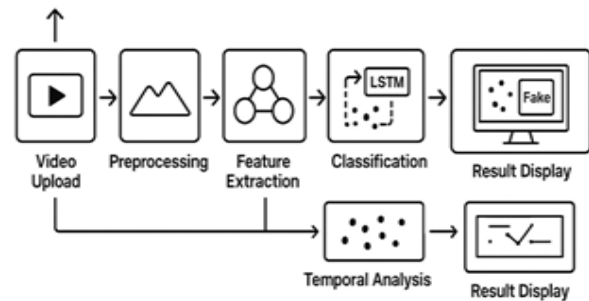 LSTM
Fake
Video
Upload
Preprocessing
Feature
Extraction
Classification
Result Display
Temporal Analysis
Result Display